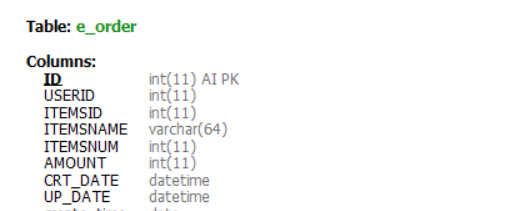 Table: e_order
Columns:
ID int(11) AI PK
USERID int(11)
ITEMSID int(11)
ITEMSNAME varchar(64)
ITEMSNUM int(11)
AMOUNT int(11)
CRT_DATE datetime
UP_DATE datetime